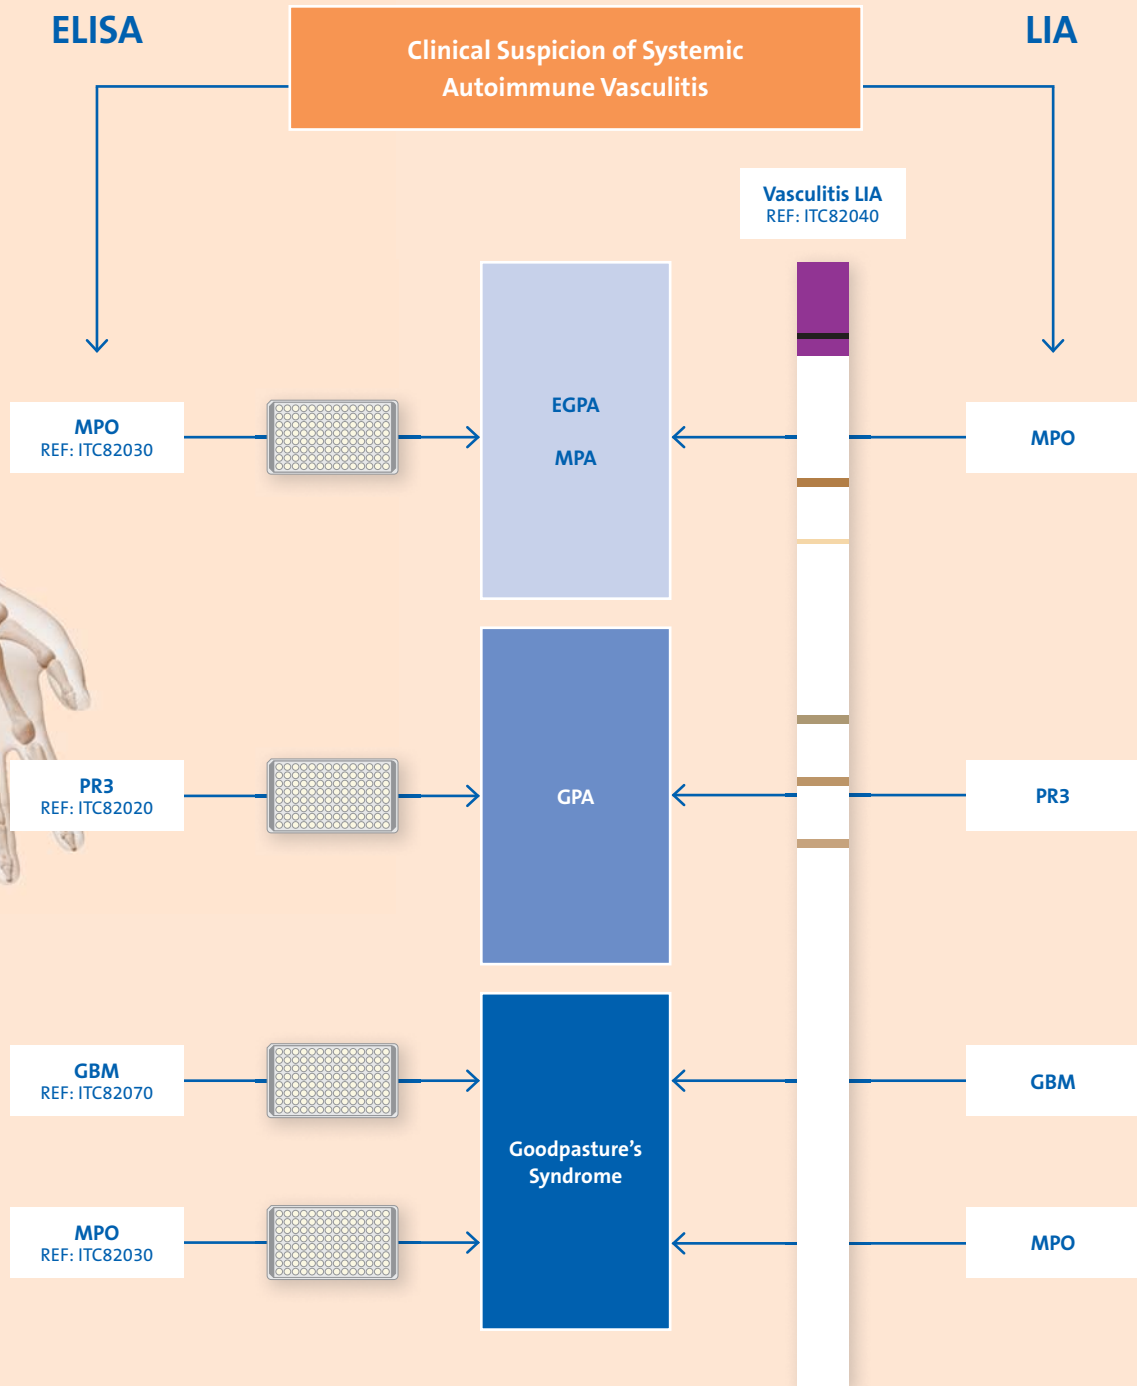 ELISA
Clinical Suspicion of Systemic
Autoimmune Vasculitis
LIA
Vasculitis LIA
REF: ITC82040
MPO
REF: ITC82030
EGPA
MPA
MPO
PR3
REF: ITC82020
GPA
PR3
GBM
REF: ITC82070
GBM
Goodpasture’s
Syndrome
MPO
REF: ITC82030
MPO